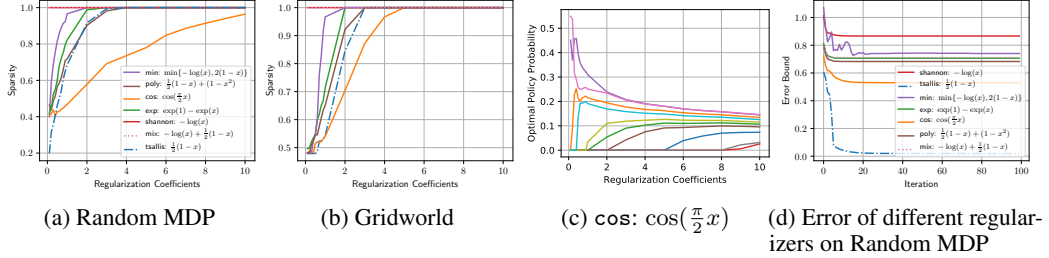 1.0
0.8
0.6
0.4
0.2
Sparsity
0 2 4 6 8 10
Regularization Coefficients
min: min{−log(x), 2(1−x)}
poly: ½(1−x) + (1−x²)
cos: cos(π/2 x)
exp: exp(1) − exp(x)
shannon: −log(x)
mix: −log(x) + ½(1−x)
tsallis: ½(1−x)
(a) Random MDP
1.0
0.9
0.8
0.7
0.6
0.5
Sparsity
0 2 4 6 8 10
Regularization Coefficients
(b) Gridworld
0.5
0.4
0.3
0.2
0.1
0.0
Optimal Policy Probability
0 2 4 6 8 10
Regularization Coefficients
(c) cos: cos(π/2 x)
1.0
0.8
0.6
0.4
0.2
0.0
Error Bound
0 20 40 60 80 100
Iteration
shannon: −log(x)
tsallis: ½(1−x)
min: min{−log(x), 2(1−x)}
exp: exp(1) − exp(x)
cos: cos(π/2 x)
poly: ½(1−x) + (1−x²)
mix: −log(x) + ½(1−x)
(d) Error of different regular-
izers on Random MDP